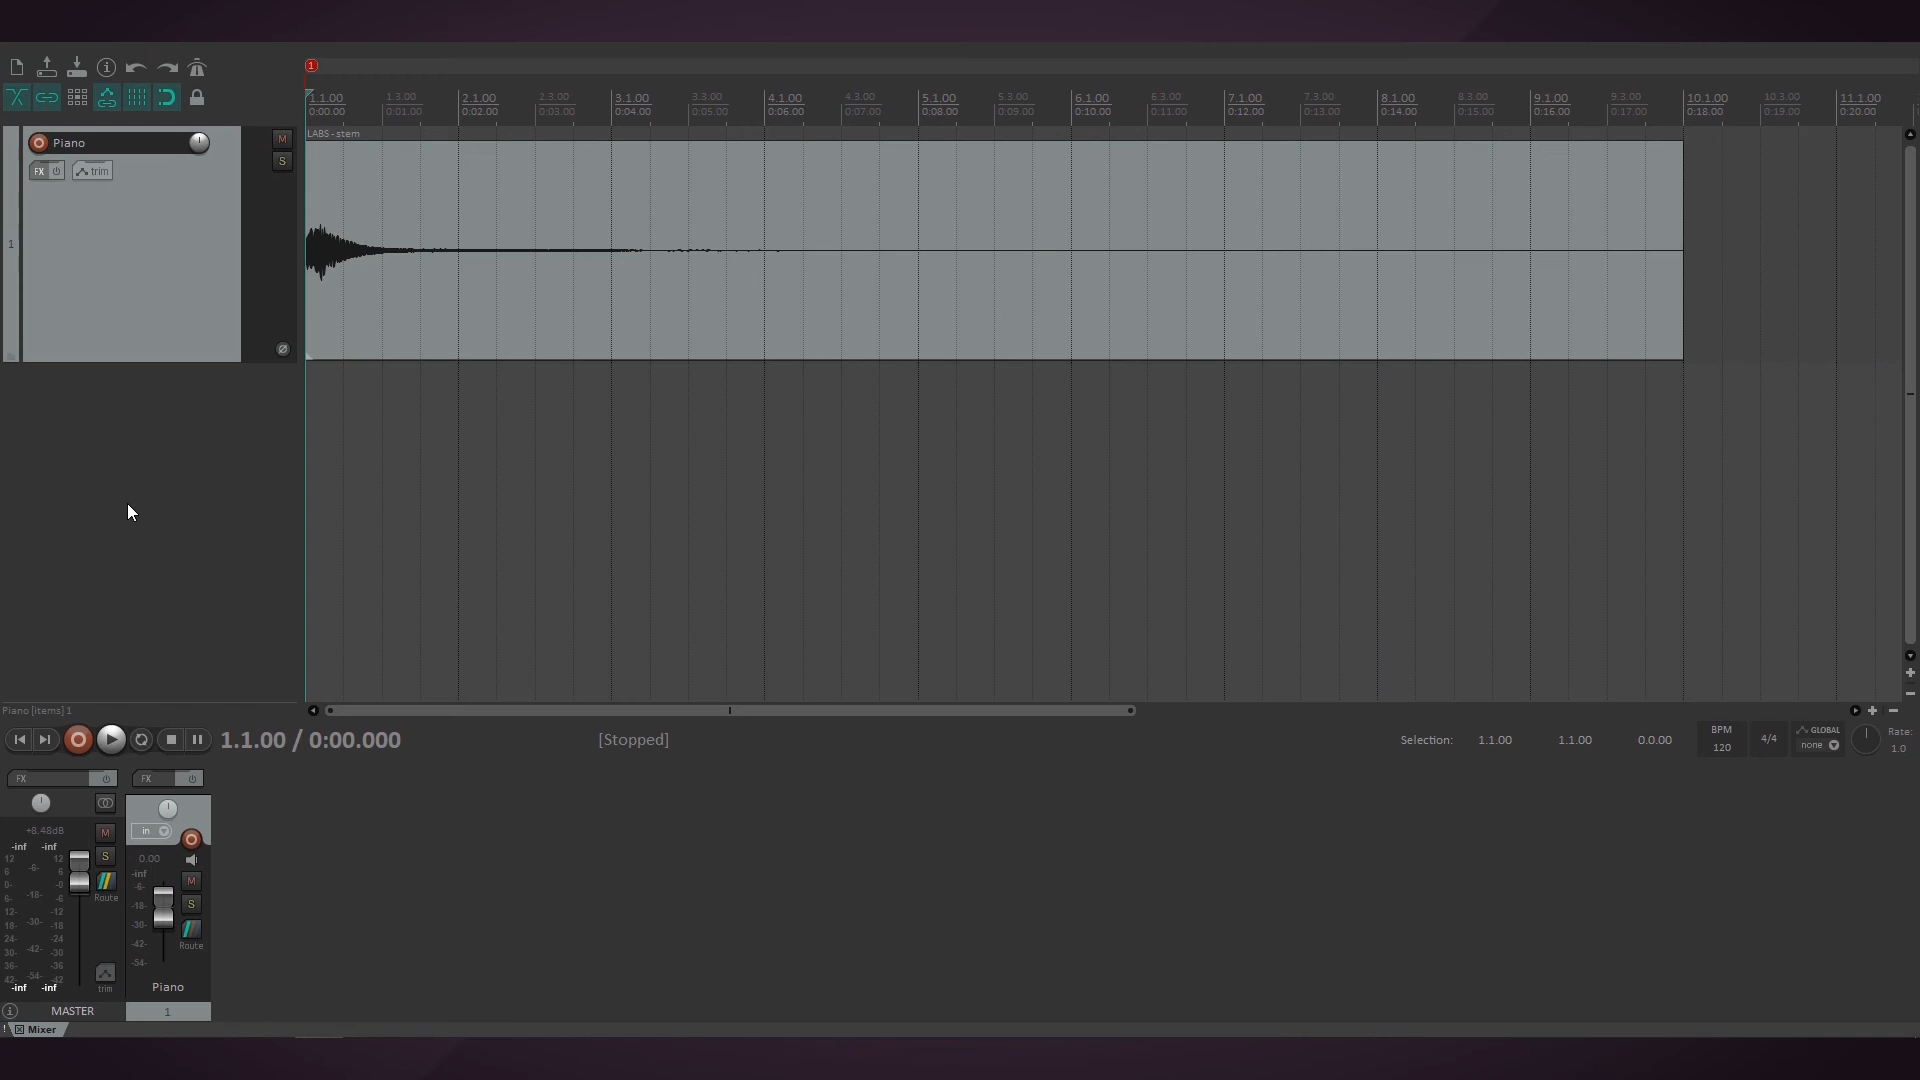 1
1.1.00 1.3.00 2.1.00 2.3.00 3.1.00 3.3.00 4.1.00 4.3.00 5.1.00 5.3.00 6.1.00 6.3.00 7.1.00 7.3.00 8.1.00 8.3.00 9.1.00 9.3.00 10.1.00 10.3.00 11.1.00
0:00.00 0:01.00 0:02.00 0:03.00 0:04.00 0:05.00 0:06.00 0:07.00 0:08.00 0:09.00 0:10.00 0:11.00 0:12.00 0:13.00 0:14.00 0:15.00 0:16.00 0:17.00 0:18.00 0:19.00 0:20.00
LABS - stem
Piano M
S
FX trim
1
Piano [items] 1
1.1.00 / 0:00.000 [Stopped] Selection: 1.1.00 1.1.00 0.0.00
BPM
120
4/4
GLOBAL
none
Rate:
1.0
FX FX
in
+8.48dB M
-inf -inf
12 12
6 -6- 6
0- -0
6- -18- -6
12- -12
18- -30- -18
24- -24
30- -42- -30
36- -36
42- -54- -42
-inf -inf
S
Route
trim
MASTER
0.00
-inf
-6-
-18-
-30-
-42-
-54-
M
S
Route
Piano
1
! Mixer